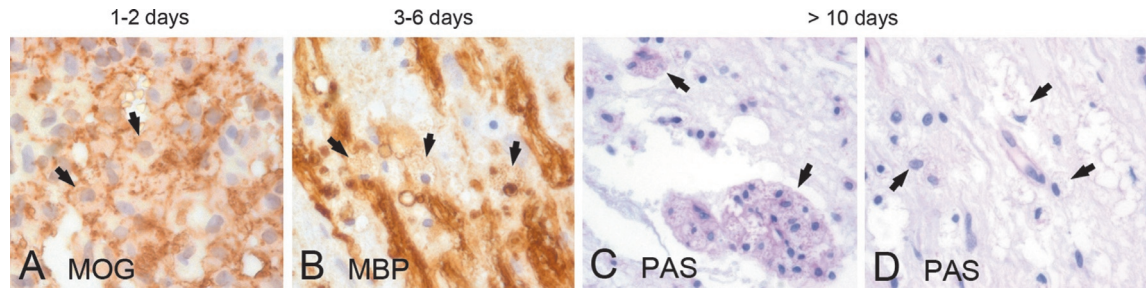 1-2 days
3-6 days
> 10 days
A MOG
B MBP
C PAS
D PAS